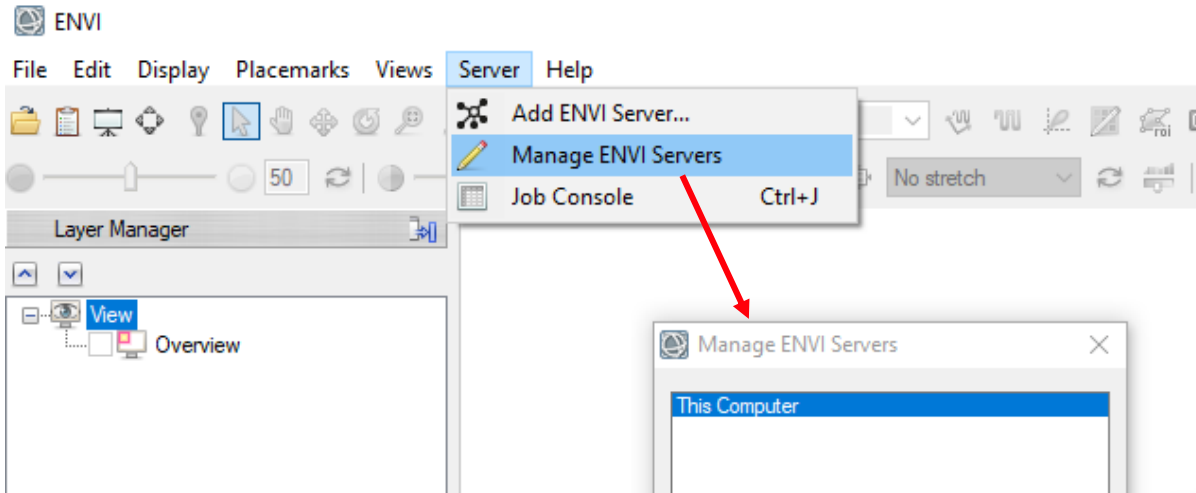 ENVI
File Edit Display Placemarks Views Server Help
Add ENVI Server...
Manage ENVI Servers
50
No stretch
Job Console Ctrl+J
roi
Layer Manager
View
Overview
Manage ENVI Servers
This Computer